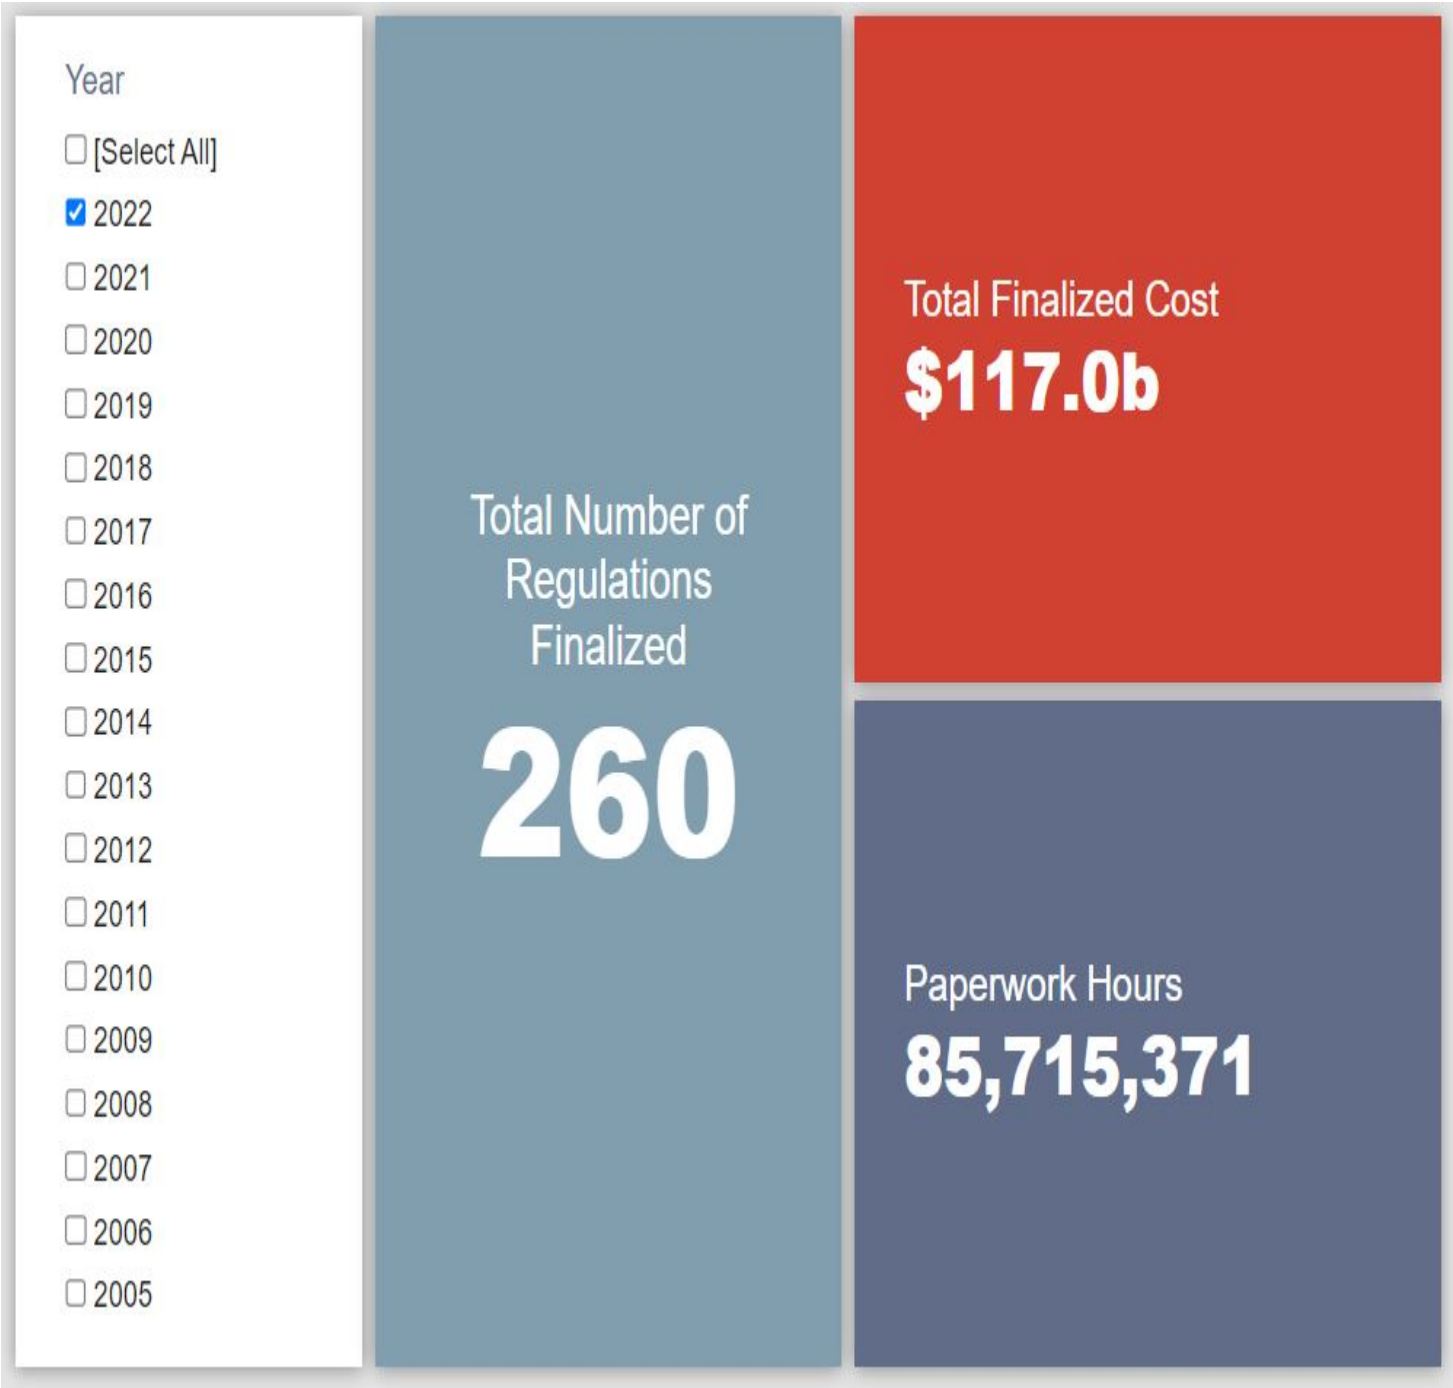 Year
[Select All]
2022
2021
2020
2019
2018
2017
2016
2015
2014
2013
2012
2011
2010
2009
2008
2007
2006
2005
Total Number of
Regulations
Finalized
260
Total Finalized Cost
$117.0b
Paperwork Hours
85,715,371